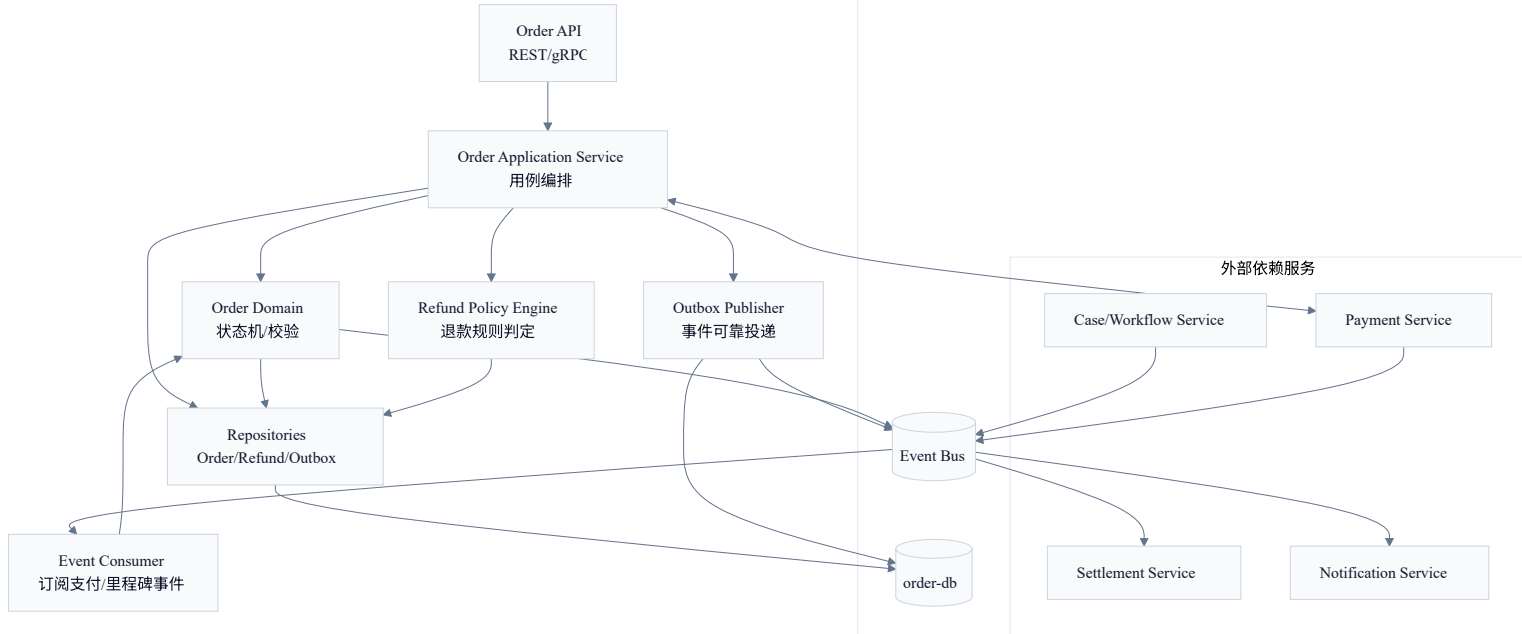 Order API
REST/gRPC
Order Application Service
用例编排
外部依赖服务
Order Domain
状态机/校验
Refund Policy Engine
退款规则判定
Outbox Publisher
事件可靠投递
Case/Workflow Service
Payment Service
Repositories
Order/Refund/Outbox
Event Bus
Event Consumer
订阅支付/里程碑事件
order-db
Settlement Service
Notification Service